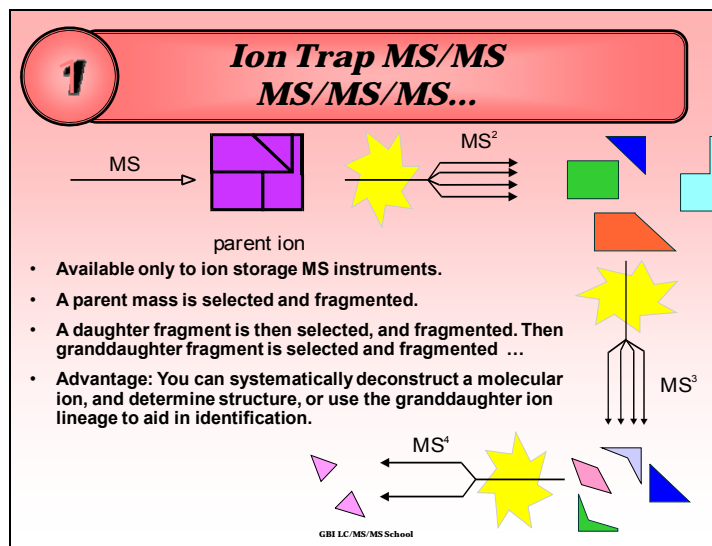 1
Ion Trap MS/MS
MS/MS/MS...
MS
MS²
parent ion
• Available only to ion storage MS instruments.
• A parent mass is selected and fragmented.
• A daughter fragment is then selected, and fragmented. Then
granddaughter fragment is selected and fragmented …
• Advantage: You can systematically deconstruct a molecular
ion, and determine structure, or use the granddaughter ion
lineage to aid in identification.
MS³
MS⁴
GBI LC/MS/MS School